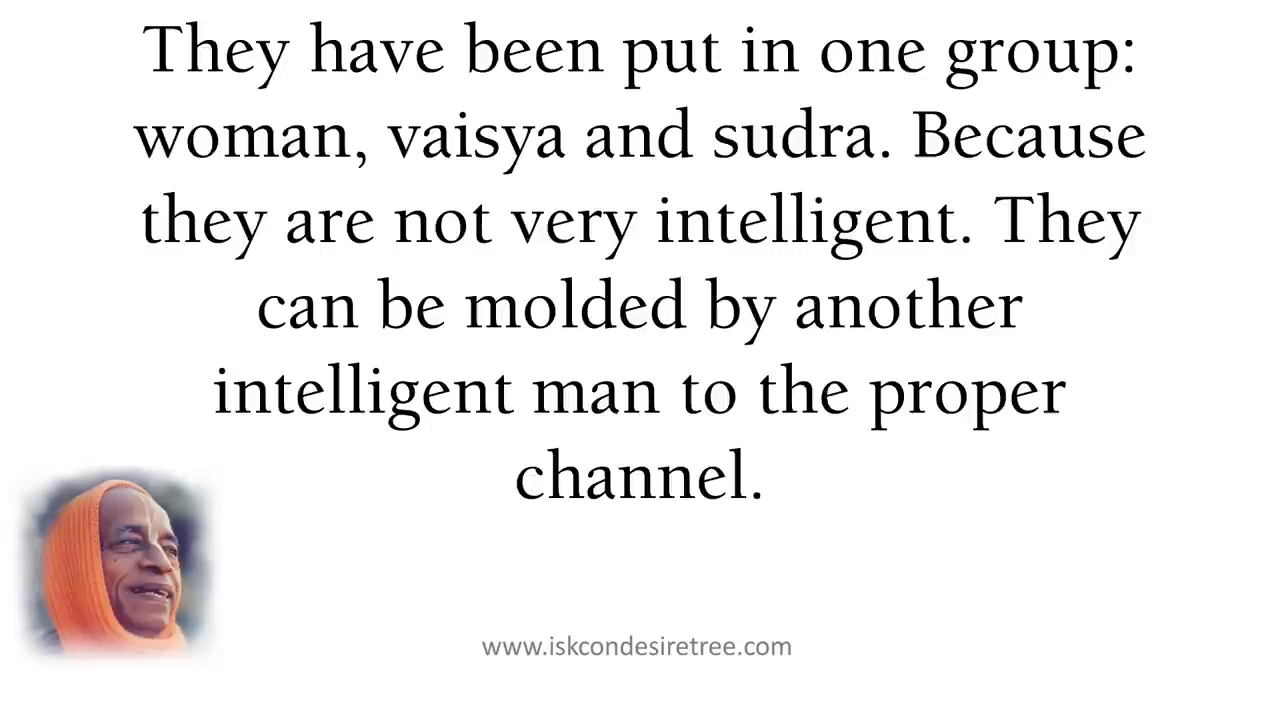 They have been put in one group:
woman, vaisya and sudra. Because
they are not very intelligent. They
can be molded by another
intelligent man to the proper
channel.
www.iskcondesiretree.com